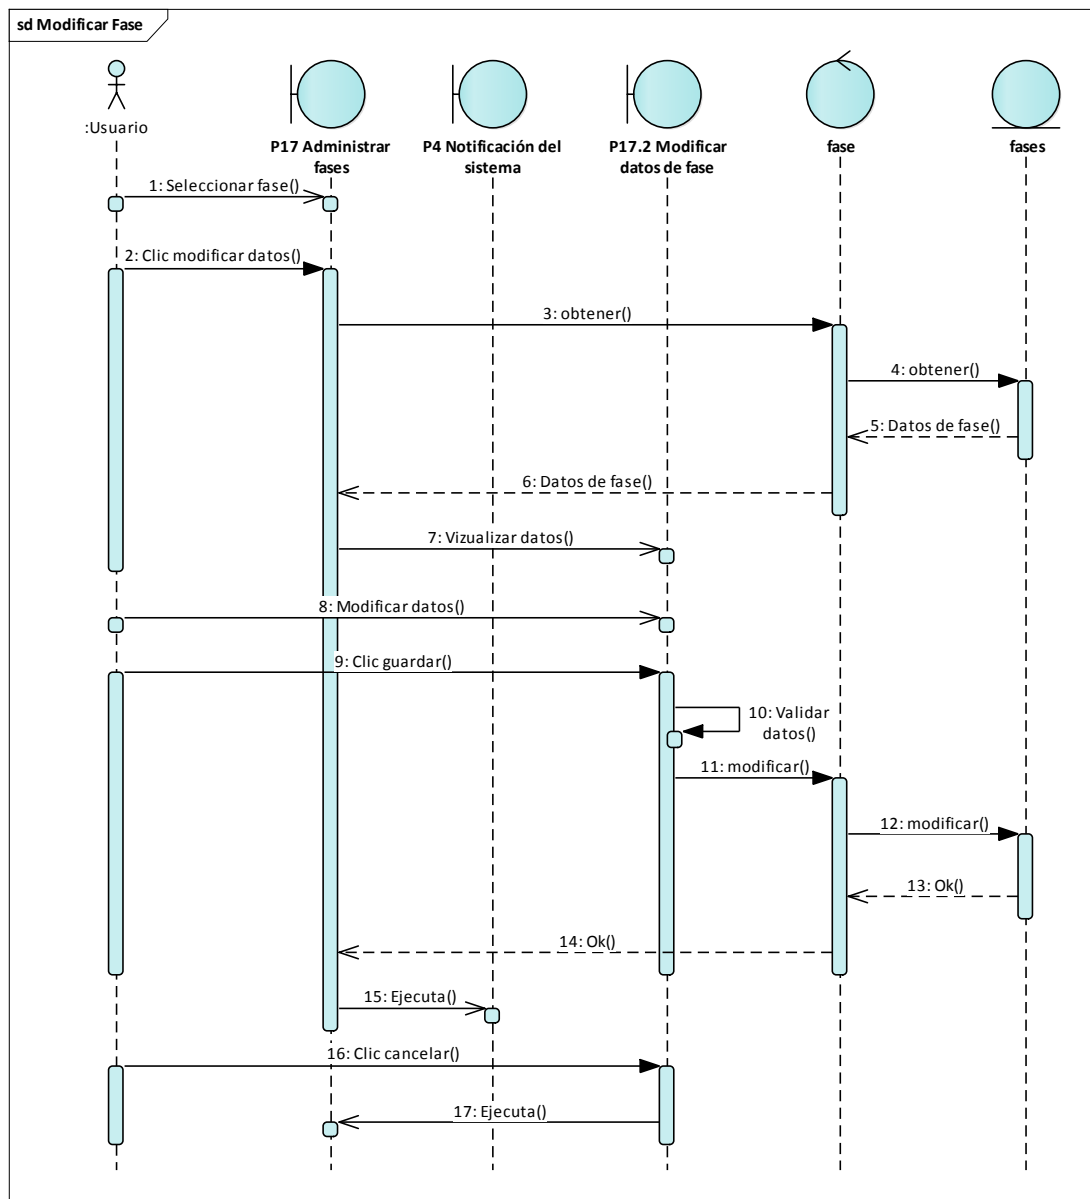 sd Modificar Fase
:Usuario
P17 Administrar
fases
P4 Notificación del
sistema
P17.2 Modificar
datos de fase
fase
fases
1: Seleccionar fase()
2: Clic modificar datos()
3: obtener()
4: obtener()
5: Datos de fase()
6: Datos de fase()
7: Vizualizar datos()
8: Modificar datos()
9: Clic guardar()
10: Validar
datos()
11: modificar()
12: modificar()
13: Ok()
14: Ok()
15: Ejecuta()
16: Clic cancelar()
17: Ejecuta()